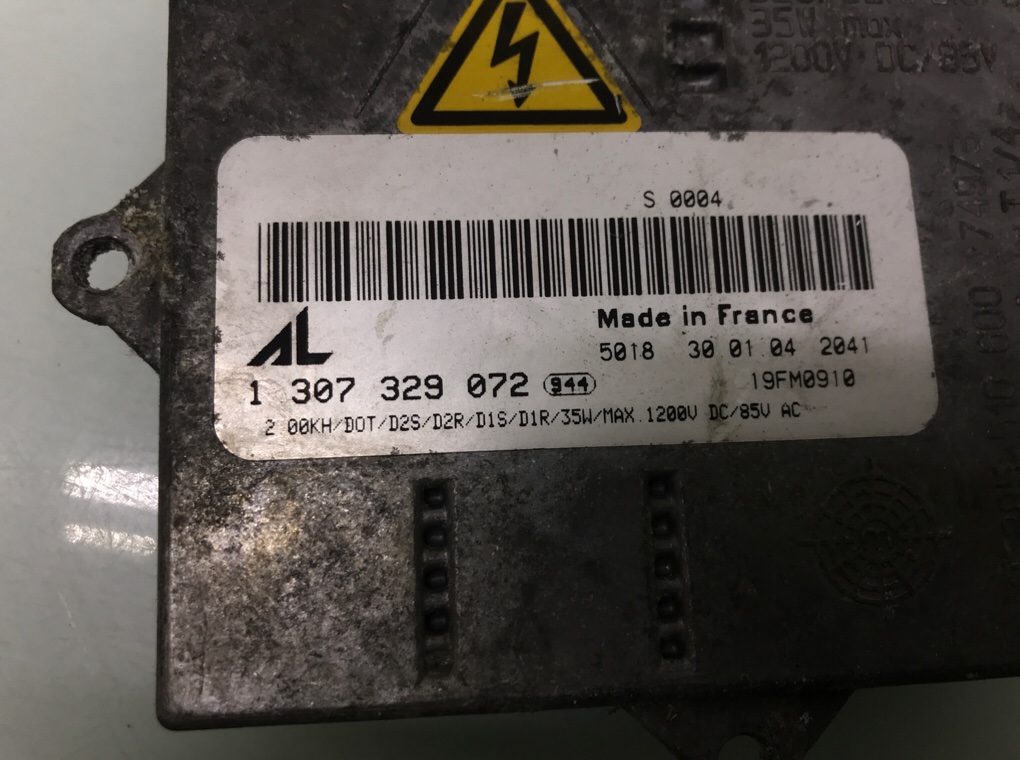 35W max
1200V DC/85V
S 0004
AL
Made in France
5018 30 01 04 2041
1 307 329 072 944
19FM0910
2 00KH/DOT/D2S/D2R/D1S/D1R/35W/MAX.1200V DC/85V AC